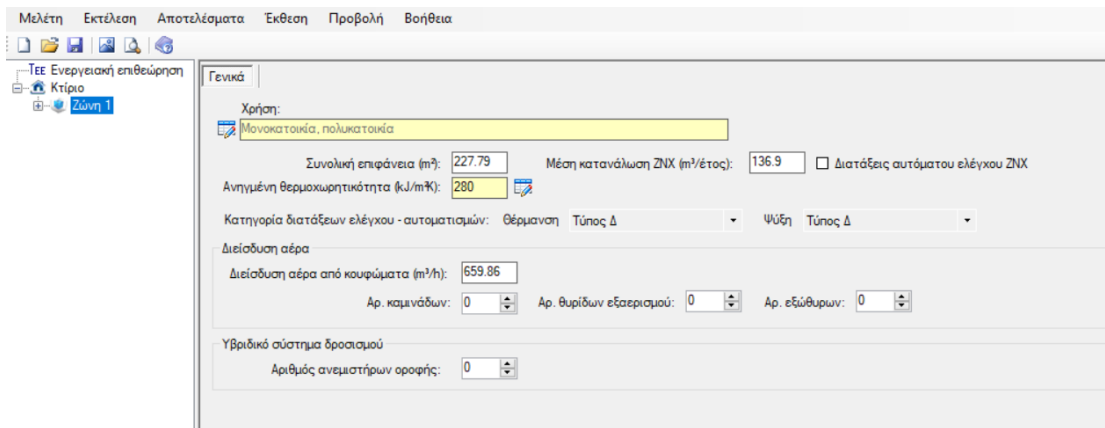 Μελέτη Εκτέλεση Αποτελέσματα Έκθεση Προβολή Βοήθεια
ΤΕΕ Ενεργειακή επιθεώρηση
Κτίριο
Ζώνη 1
Γενικά
Χρήση:
Μονοκατοικία, πολυκατοικία
Συνολική επιφάνεια (m²): 227.79 Μέση κατανάλωση ΖΝΧ (m³/έτος): 136.9 Διατάξεις αυτόματου ελέγχου ΖΝΧ
Ανηγμένη θερμοχωρητικότητα (kJ/m²K): 280
Κατηγορία διατάξεων ελέγχου - αυτοματισμών: Θέρμανση Τύπος Δ Ψύξη Τύπος Δ
Διείσδυση αέρα
Διείσδυση αέρα από κουφώματα (m³/h): 659.86
Αρ. καμινάδων: 0 Αρ. θυρίδων εξαερισμού: 0 Αρ. εξώθυρων: 0
Υβριδικό σύστημα δροσισμού
Αριθμός ανεμιστήρων οροφής: 0